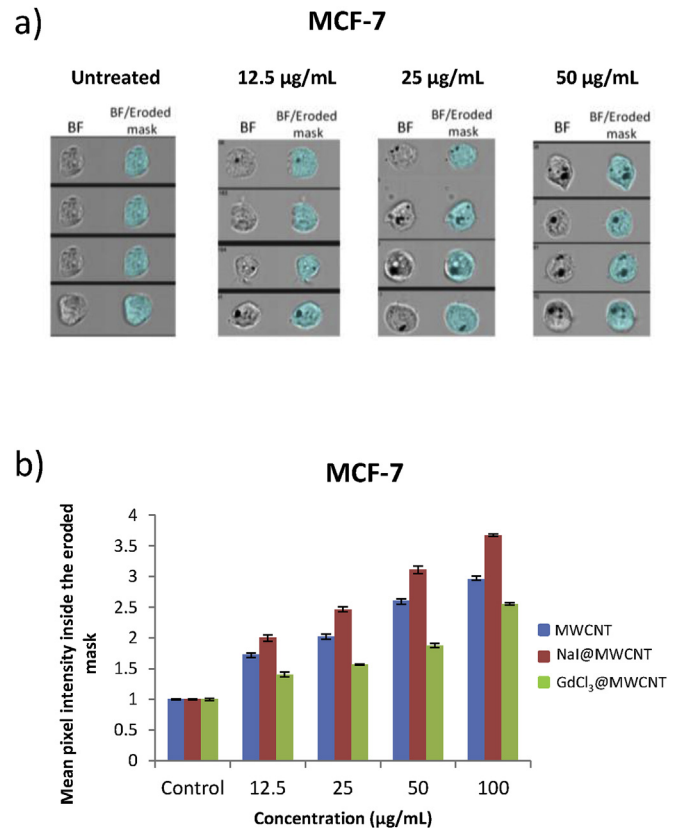 a)
MCF-7
Untreated 12.5 µg/mL 25 µg/mL 50 µg/mL
BF BF/Eroded mask BF BF/Eroded mask BF BF/Eroded mask BF BF/Eroded mask
b)
MCF-7
Mean pixel intensity inside the eroded
mask
4
3.5
3
2.5
2
1.5
1
0.5
0
MWCNT
NaI@MWCNT
GdCl₃@MWCNT
Control 12.5 25 50 100
Concentration (µg/mL)